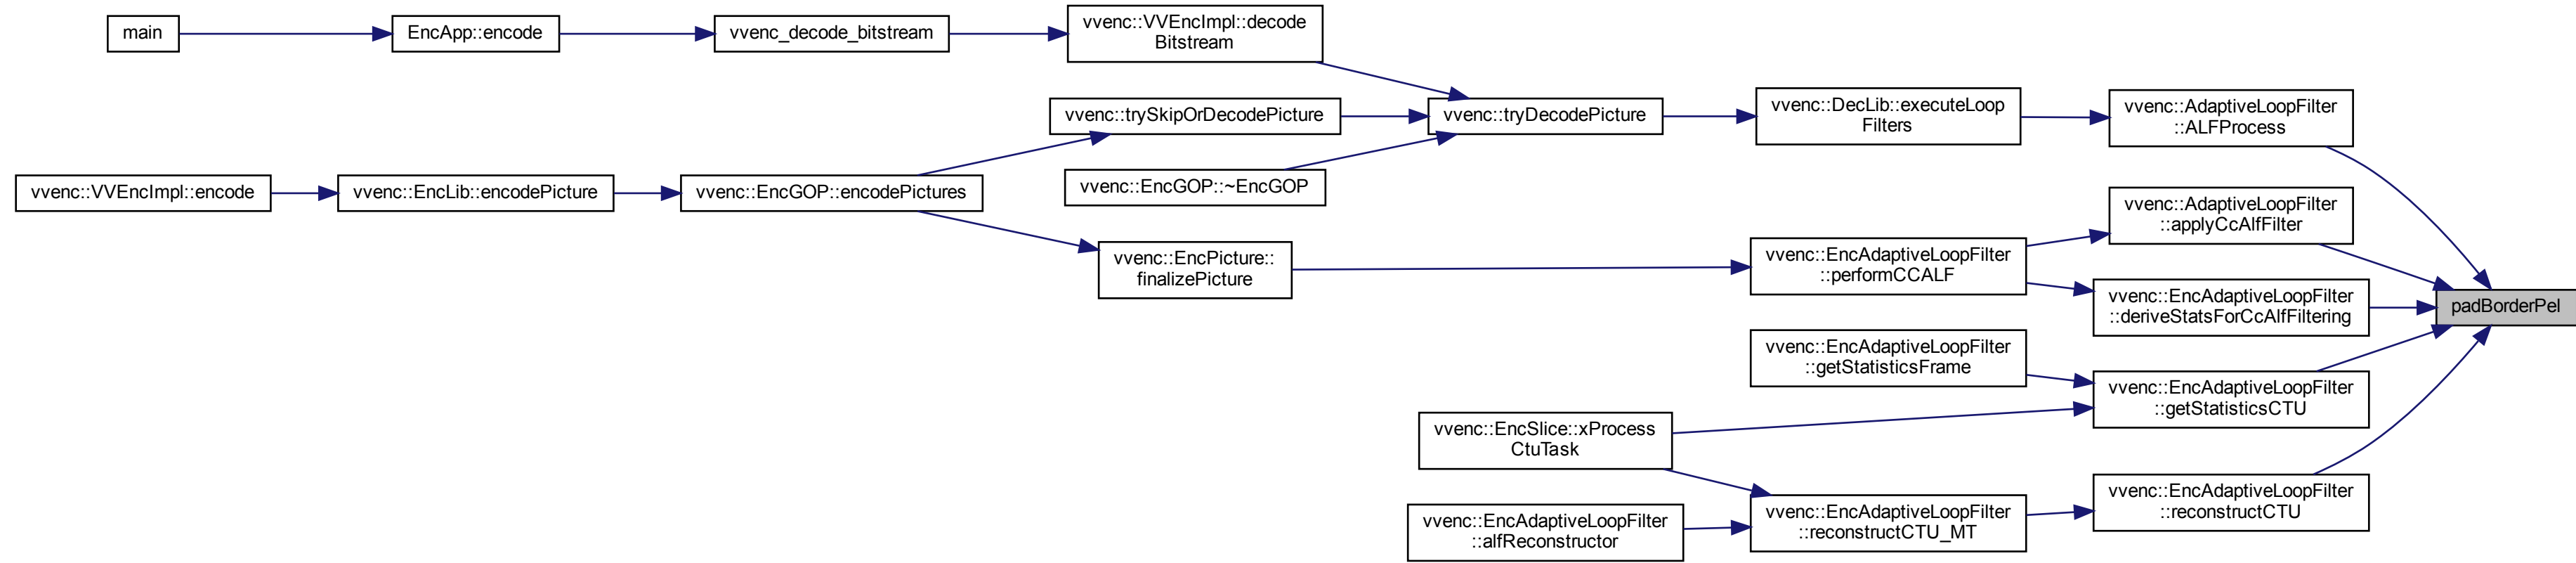 main
EncApp::encode
vvenc_decode_bitstream
vvenc::VVEncImpl::decode
Bitstream
vvenc::trySkipOrDecodePicture
vvenc::tryDecodePicture
vvenc::DecLib::executeLoop
Filters
vvenc::AdaptiveLoopFilter
::ALFProcess
vvenc::VVEncImpl::encode
vvenc::EncLib::encodePicture
vvenc::EncGOP::encodePictures
vvenc::EncGOP::~EncGOP
vvenc::AdaptiveLoopFilter
::applyCcAlfFilter
vvenc::EncPicture::
finalizePicture
vvenc::EncAdaptiveLoopFilter
::performCCALF
vvenc::EncAdaptiveLoopFilter
::deriveStatsForCcAlfFiltering
padBorderPel
vvenc::EncAdaptiveLoopFilter
::getStatisticsFrame
vvenc::EncAdaptiveLoopFilter
::getStatisticsCTU
vvenc::EncSlice::xProcess
CtuTask
vvenc::EncAdaptiveLoopFilter
::alfReconstructor
vvenc::EncAdaptiveLoopFilter
::reconstructCTU_MT
vvenc::EncAdaptiveLoopFilter
::reconstructCTU